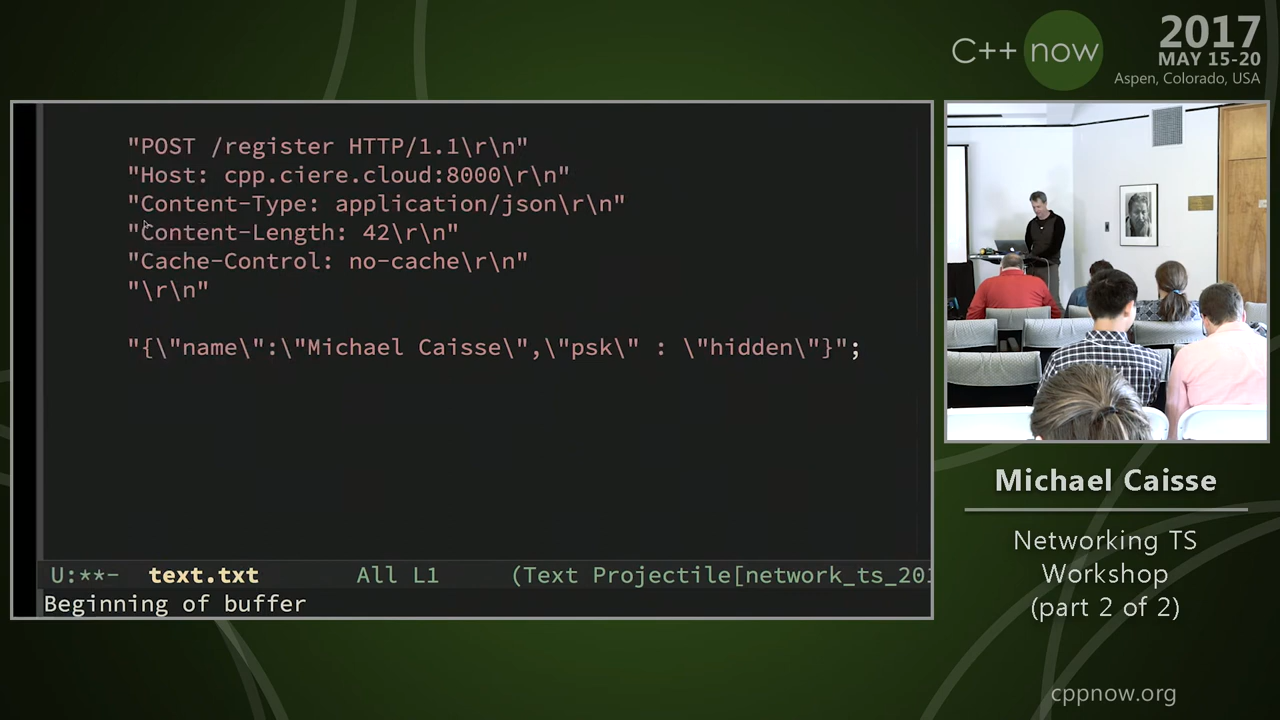 C++ now
2017
MAY 15-20
Aspen, Colorado, USA
"POST /register HTTP/1.1\r\n"
"Host: cpp.ciere.cloud:8000\r\n"
"Content-Type: application/json\r\n"
"Content-Length: 42\r\n"
"Cache-Control: no-cache\r\n"
"\r\n"
"{\"name\":\"Michael Caisse\",\"psk\" : \"hidden\"}";
U:**- text.txt All L1 (Text Projectile[network_ts_201
Beginning of buffer
Michael Caisse
Networking TS
Workshop
(part 2 of 2)
cppnow.org